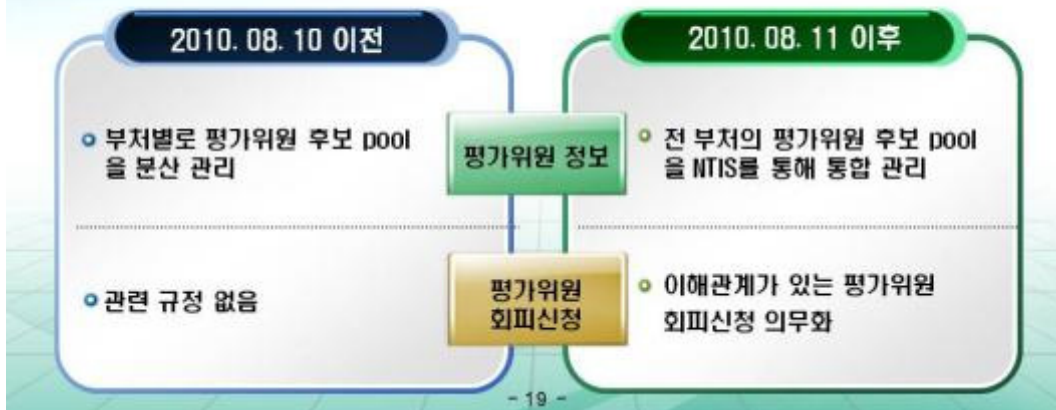 2010. 08. 10 이전
2010. 08. 11 이후
부처별로 평가위원 후보 pool
을 분산 관리
평가위원 정보
전 부처의 평가위원 후보 pool
을 NTIS를 통해 통합 관리
관련 규정 없음
평가위원
회피신청
이해관계가 있는 평가위원
회피신청 의무화
- 19 -